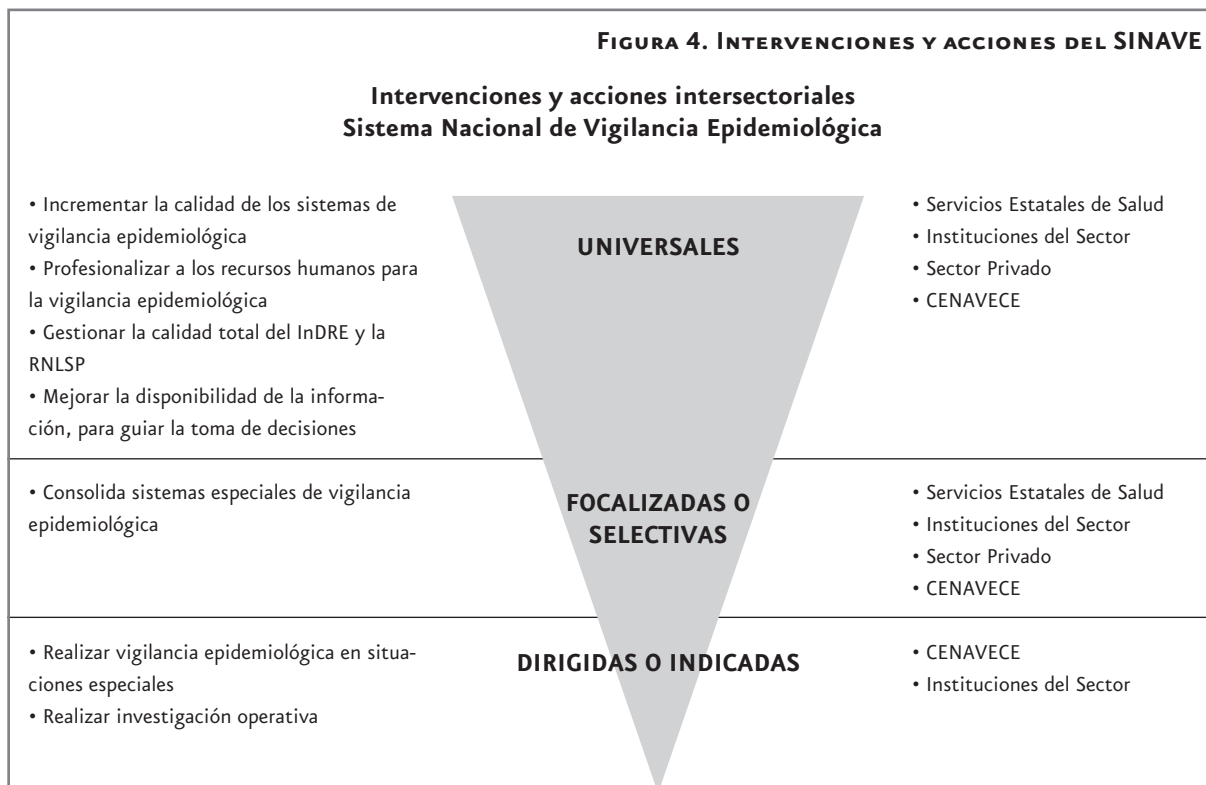 FIGURA 4. INTERVENCIONES Y ACCIONES DEL SINAVE
Intervenciones y acciones intersectoriales
Sistema Nacional de Vigilancia Epidemiológica
• Incrementar la calidad de los sistemas de
vigilancia epidemiológica
• Profesionalizar a los recursos humanos para
la vigilancia epidemiológica
• Gestionar la calidad total del InDRE y la
RNLSP
• Mejorar la disponibilidad de la informa-
ción, para guiar la toma de decisiones
UNIVERSALES
• Servicios Estatales de Salud
• Instituciones del Sector
• Sector Privado
• CENAVECE
• Consolida sistemas especiales de vigilancia
epidemiológica
FOCALIZADAS O
SELECTIVAS
• Servicios Estatales de Salud
• Instituciones del Sector
• Sector Privado
• CENAVECE
• Realizar vigilancia epidemiológica en situa-
ciones especiales
• Realizar investigación operativa
DIRIGIDAS O INDICADAS
• CENAVECE
• Instituciones del Sector